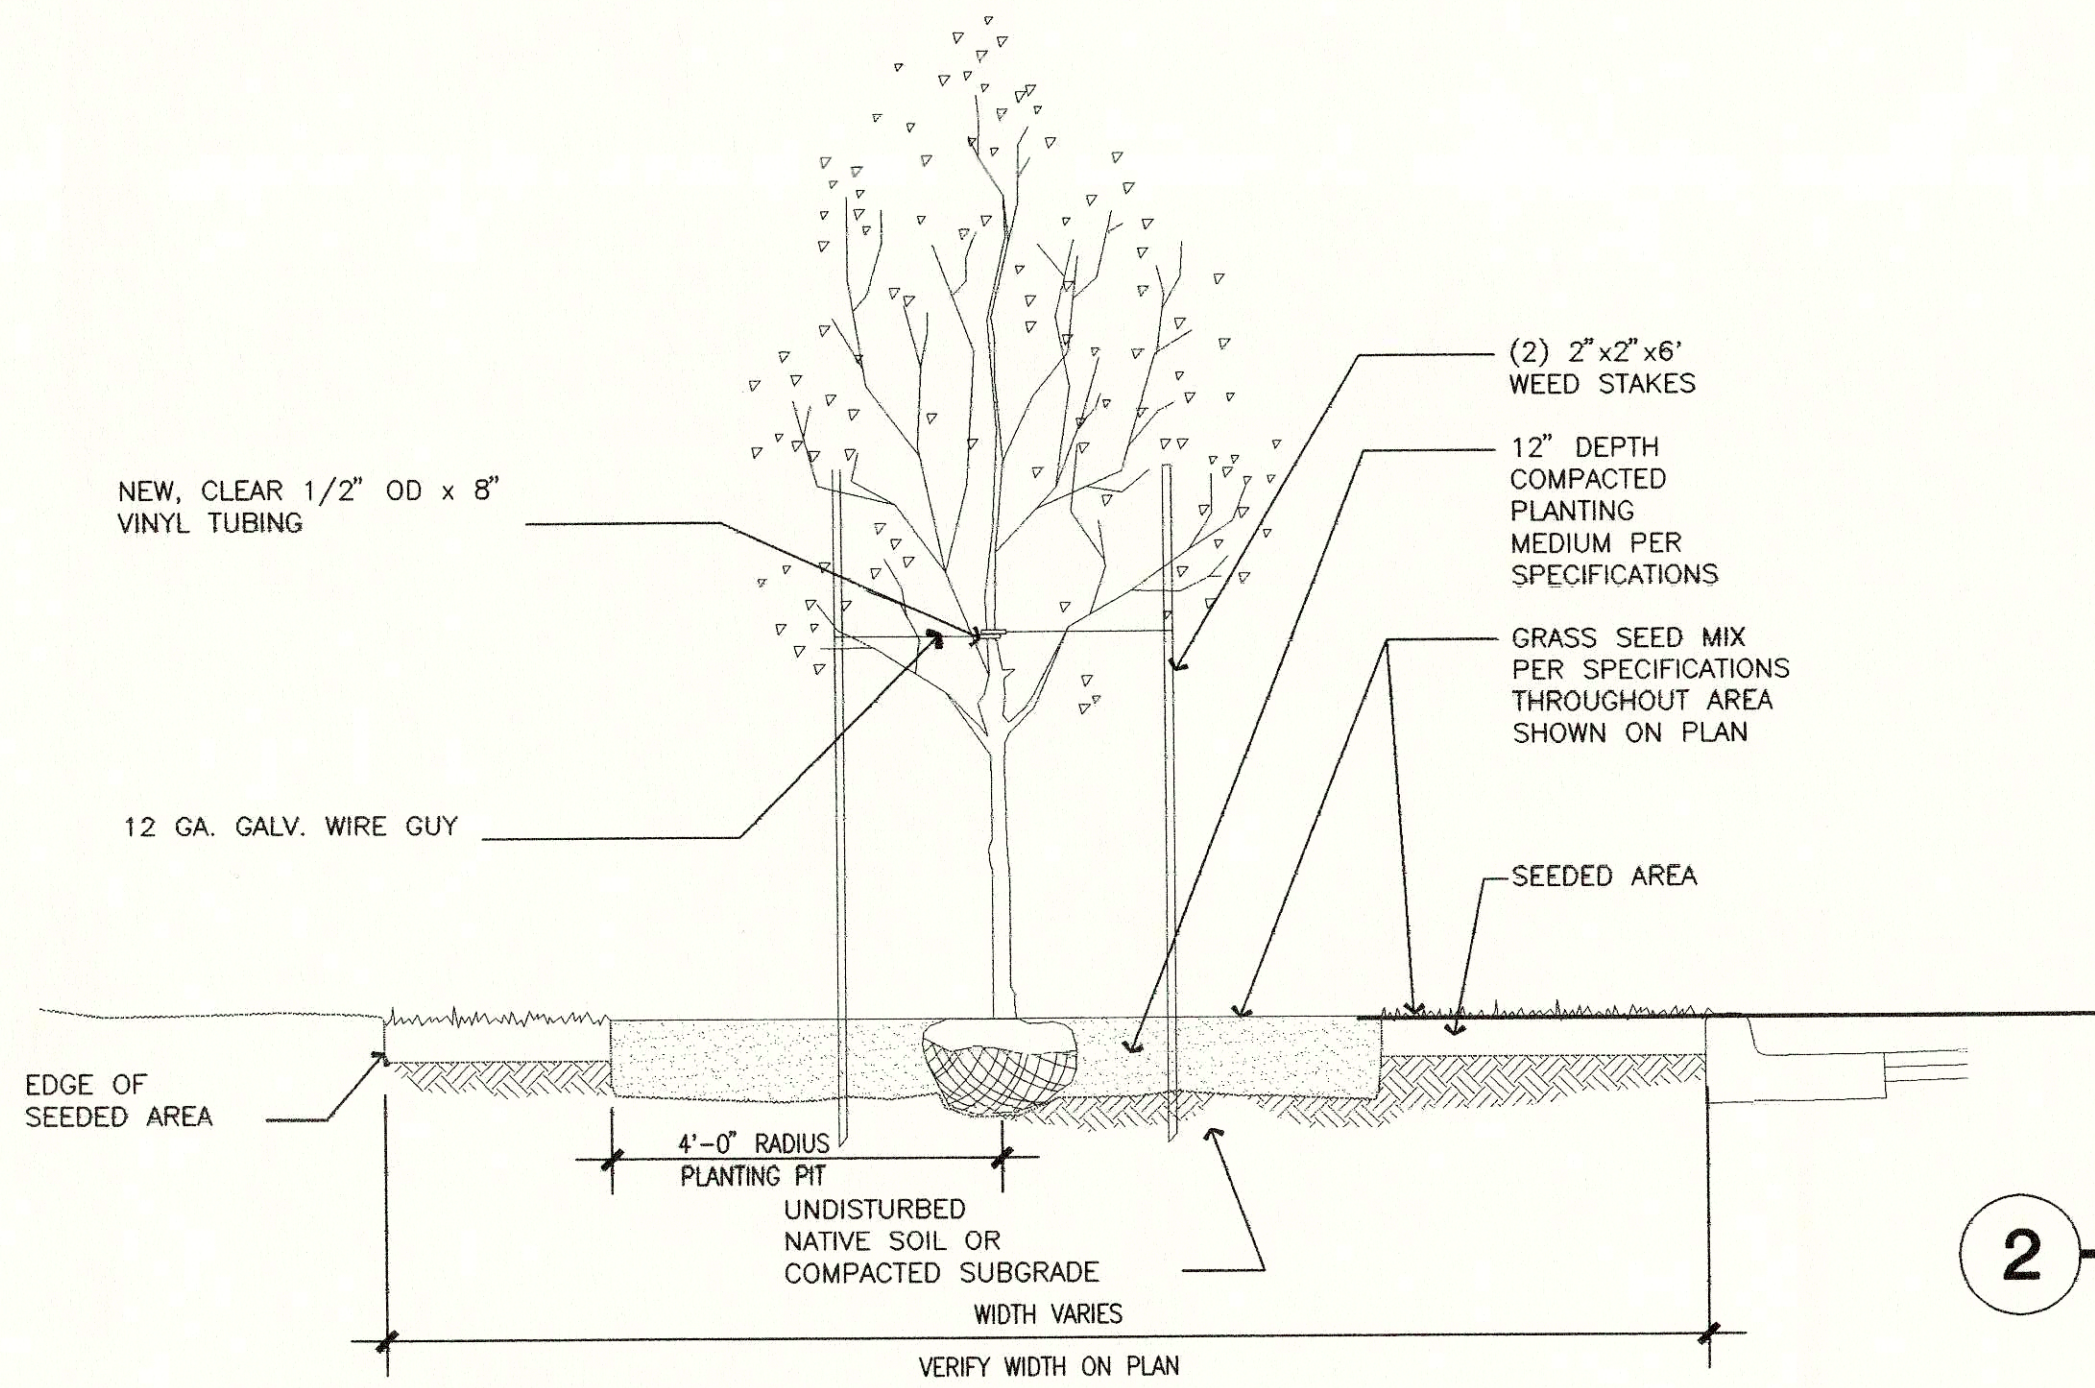 (2) 2"x2"x6'
WEED STAKES
12" DEPTH
COMPACTED
PLANTING
MEDIUM PER
SPECIFICATIONS
NEW, CLEAR 1/2" OD x 8"
VINYL TUBING
GRASS SEED MIX
PER SPECIFICATIONS
THROUGHOUT AREA
SHOWN ON PLAN
12 GA. GALV. WIRE GUY
SEEDED AREA
EDGE OF
SEEDED AREA
4'-0" RADIUS
PLANTING PIT
UNDISTURBED
NATIVE SOIL OR
COMPACTED SUBGRADE
WIDTH VARIES
VERIFY WIDTH ON PLAN
2